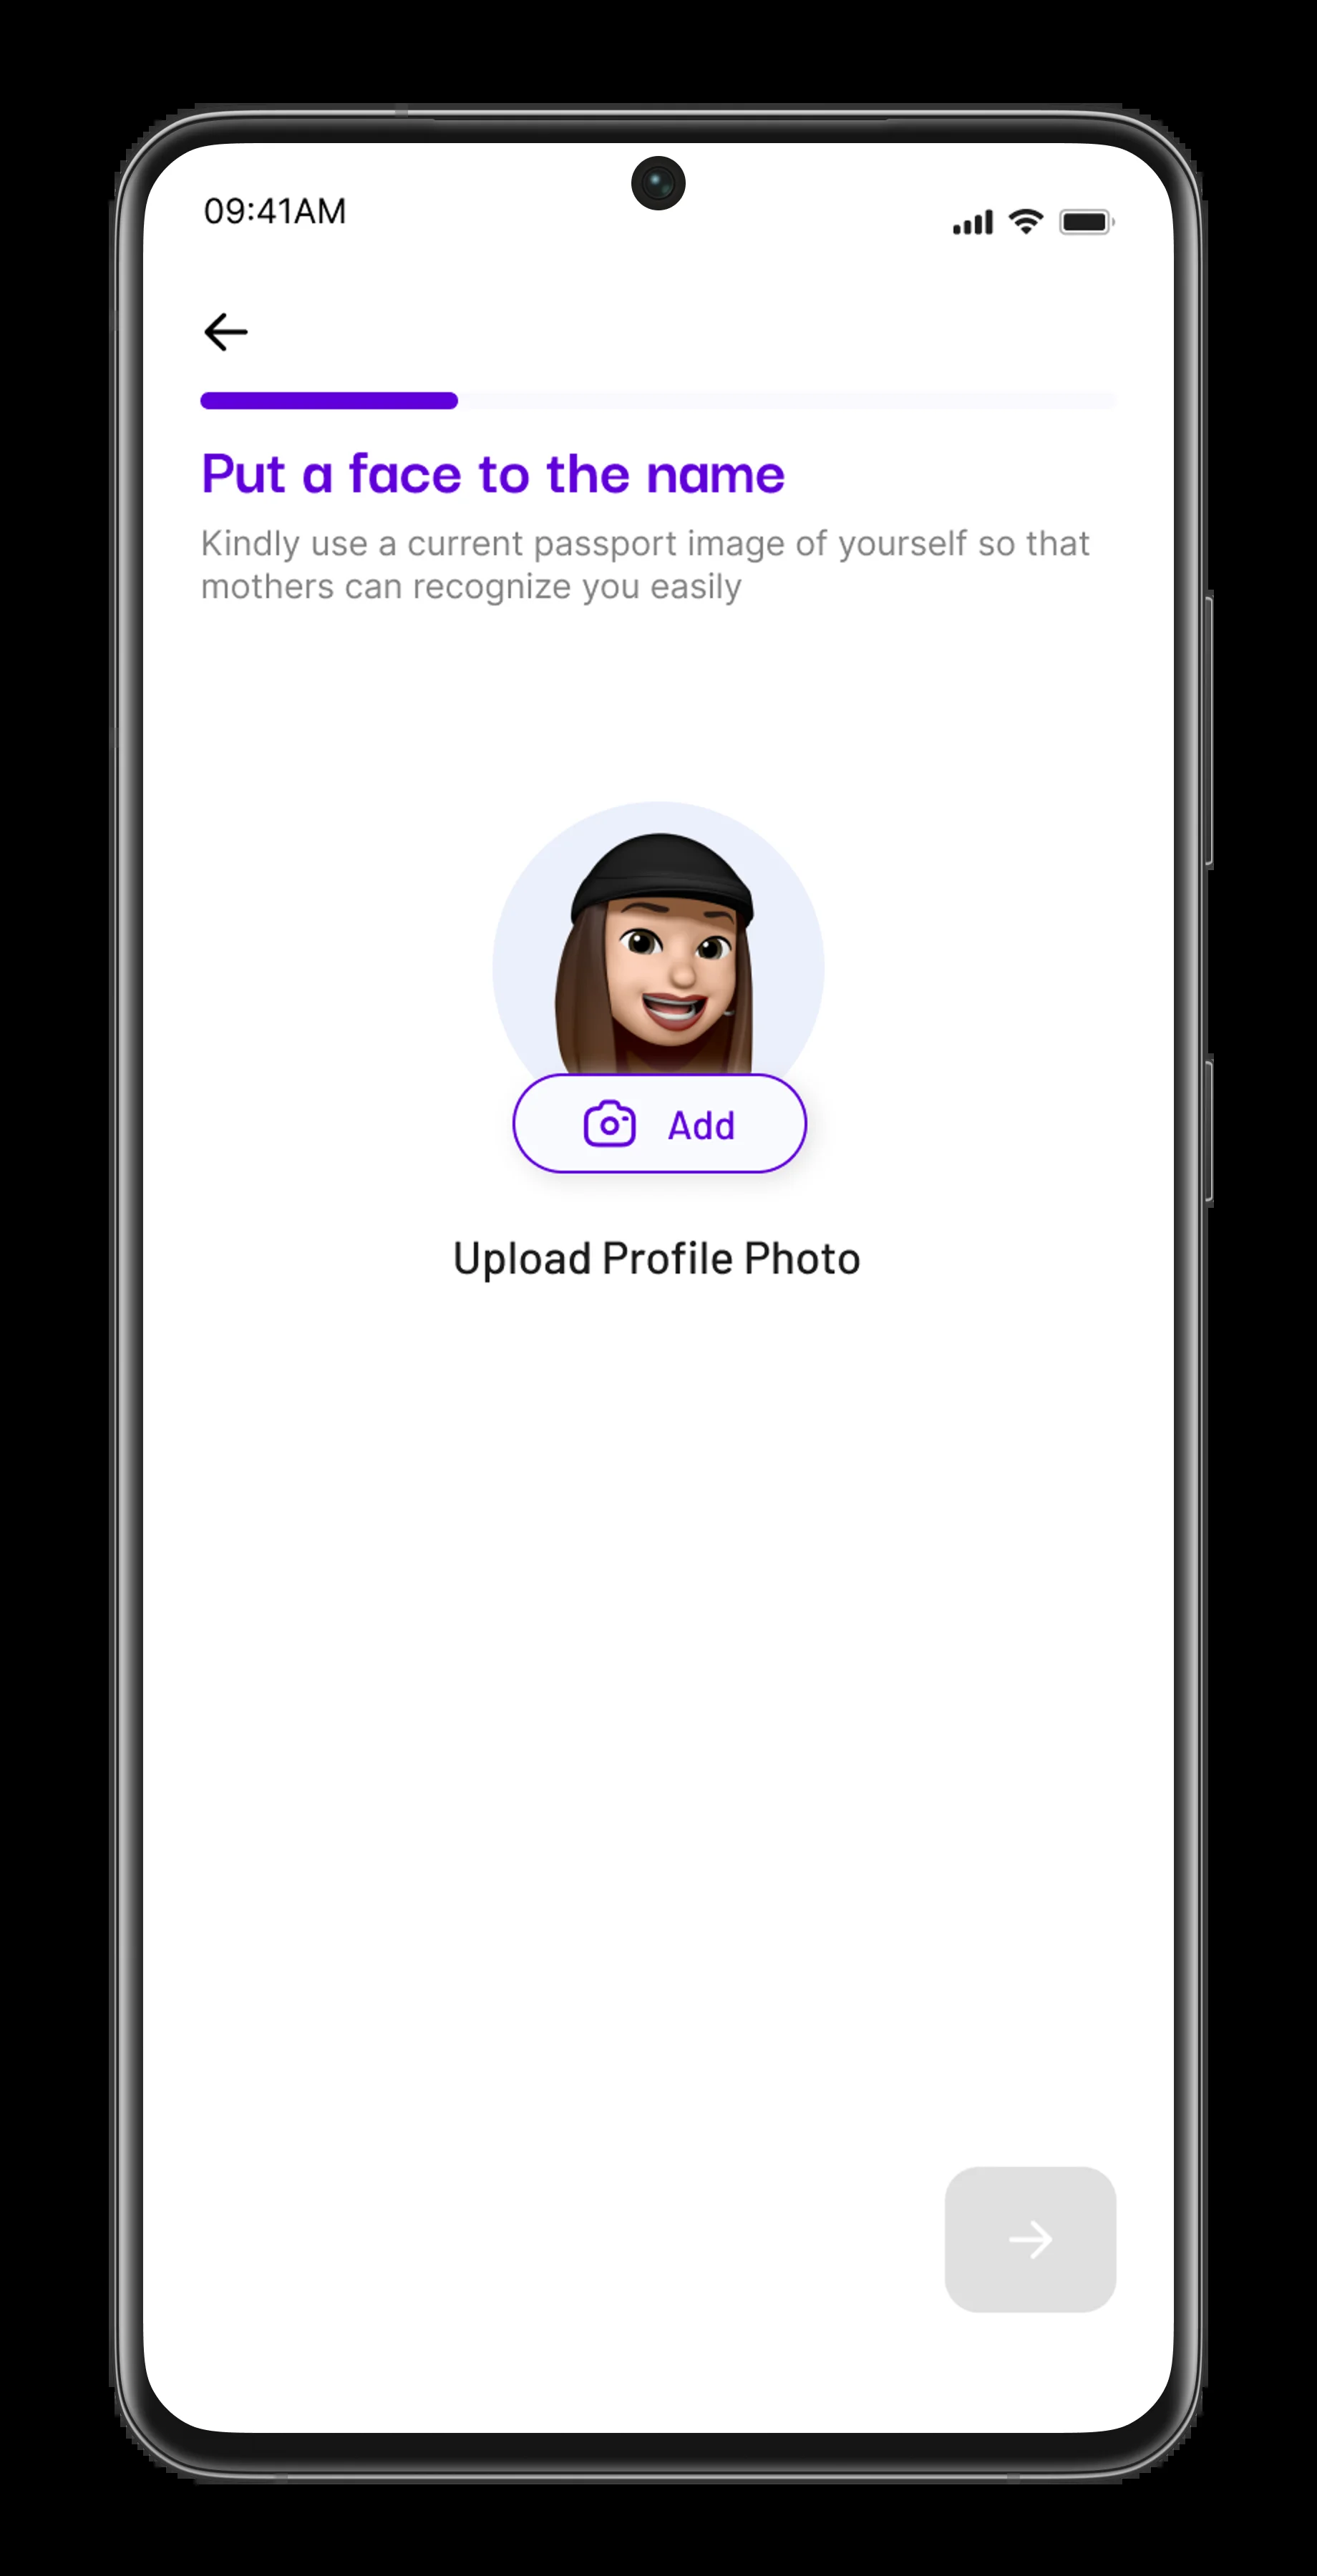 09:41AM
Put a face to the name
Kindly use a current passport image of yourself so that
mothers can recognize you easily
Add
Upload Profile Photo